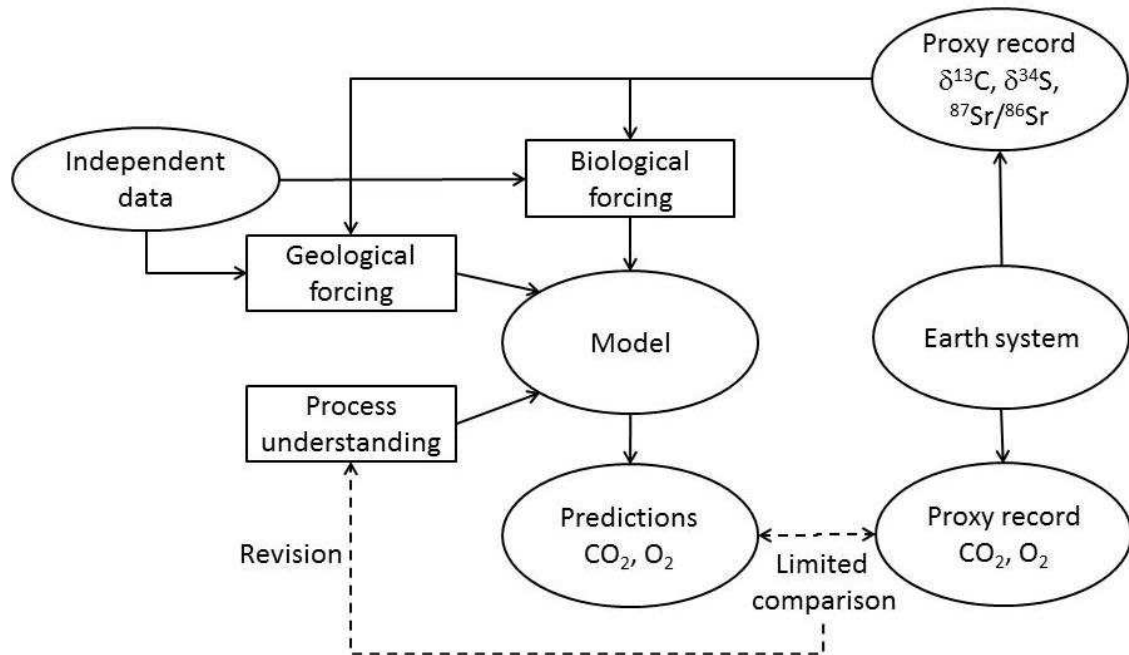 Proxy record
δ¹³C, δ³⁴S,
⁸⁷Sr/⁸⁶Sr
Independent
data
Biological
forcing
Geological
forcing
Model
Earth system
Process
understanding
Predictions
CO₂, O₂
Proxy record
CO₂, O₂
Revision
Limited
comparison